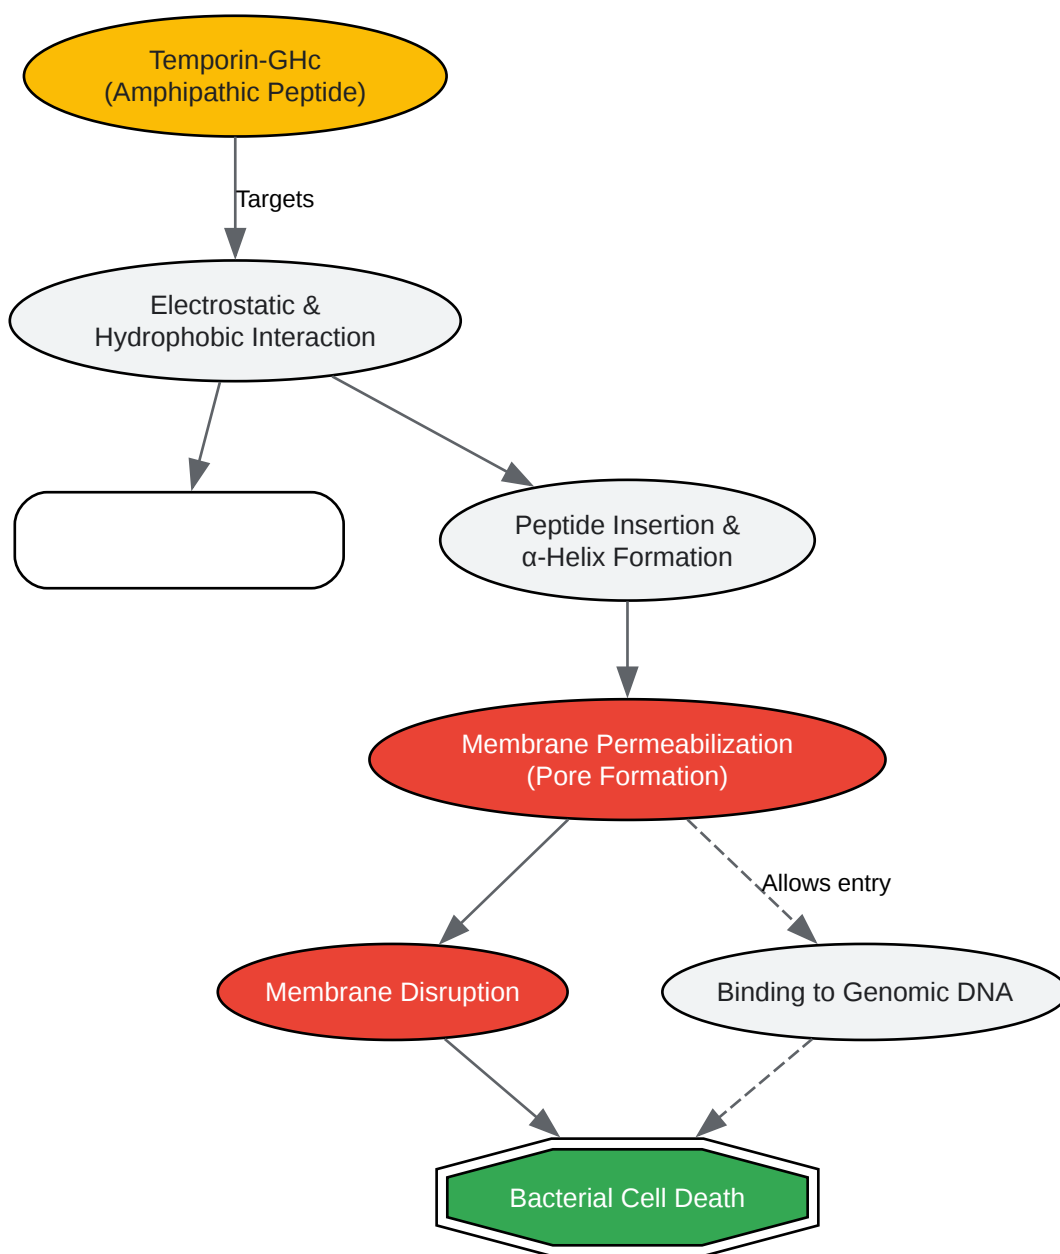 Temporin-GHc
(Amphipathic Peptide)
Targets
Electrostatic &
Hydrophobic Interaction
Peptide Insertion &
α-Helix Formation
Membrane Permeabilization
(Pore Formation)
Allows entry
Membrane Disruption
Binding to Genomic DNA
Bacterial Cell Death